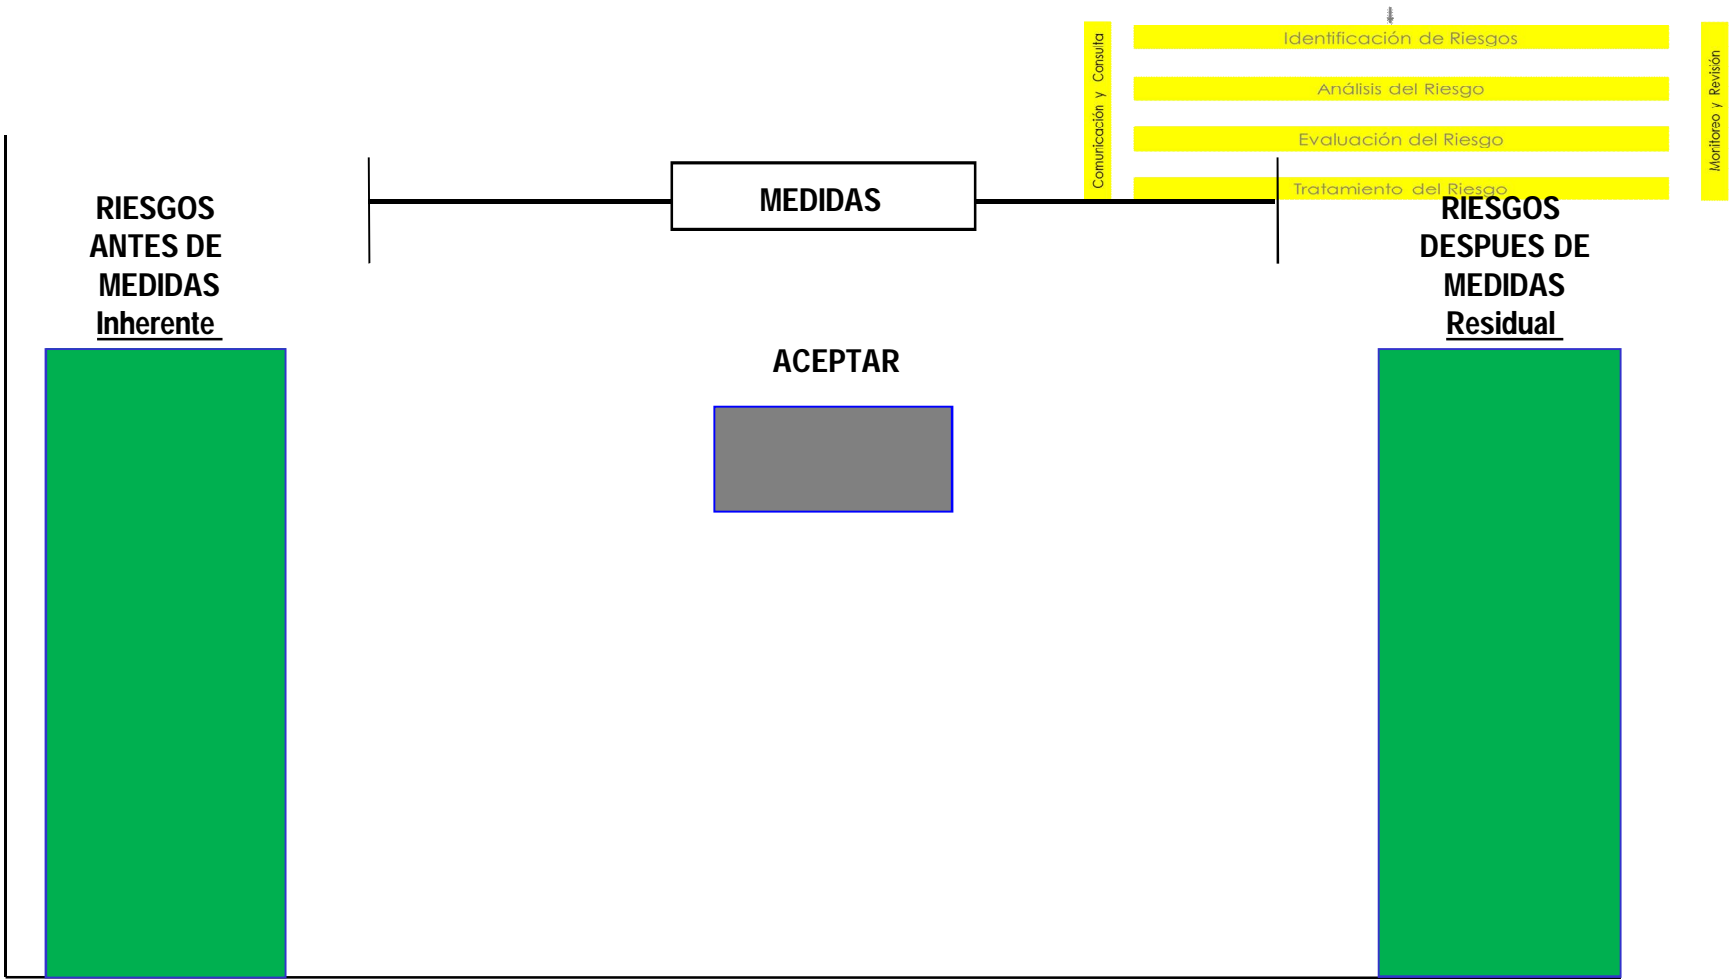 Comunicación y Consulta
Identificación de Riesgos
Análisis del Riesgo
Evaluación del Riesgo
Tratamiento del Riesgo
Monitoreo y Revisión
MEDIDAS
RIESGOS
ANTES DE
MEDIDAS
Inherente
RIESGOS
DESPUES DE
MEDIDAS
Residual
ACEPTAR